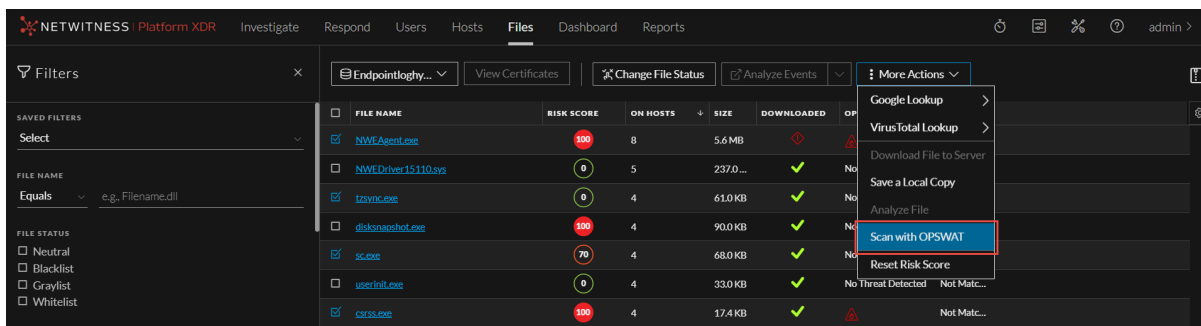 NETWITNESS Platform XDR Investigate Respond Users Hosts Files Dashboard Reports admin >
Filters
Endpointloghy... View Certificates Change File Status Analyze Events More Actions
SAVED FILTERS
Select
FILE NAME
Equals e.g., Filename.dll
FILE STATUS
Neutral
Blacklist
Graylist
Whitelist
FILE NAME RISK SCORE ON HOSTS SIZE DOWNLOADED OP
NWEAgent.exe 100 8 5.6 MB
NWEDriver15110.sys 0 5 237.0 ... No
tzsync.exe 0 4 61.0 KB No
disksnapshot.exe 100 4 90.0 KB No
sc.exe 70 4 68.0 KB No
userinit.exe 0 4 33.0 KB No Threat Detected Not Matc...
csrss.exe 100 4 17.4 KB Not Matc...
Google Lookup
VirusTotal Lookup
Download File to Server
Save a Local Copy
Analyze File
Scan with OPSWAT
Reset Risk Score